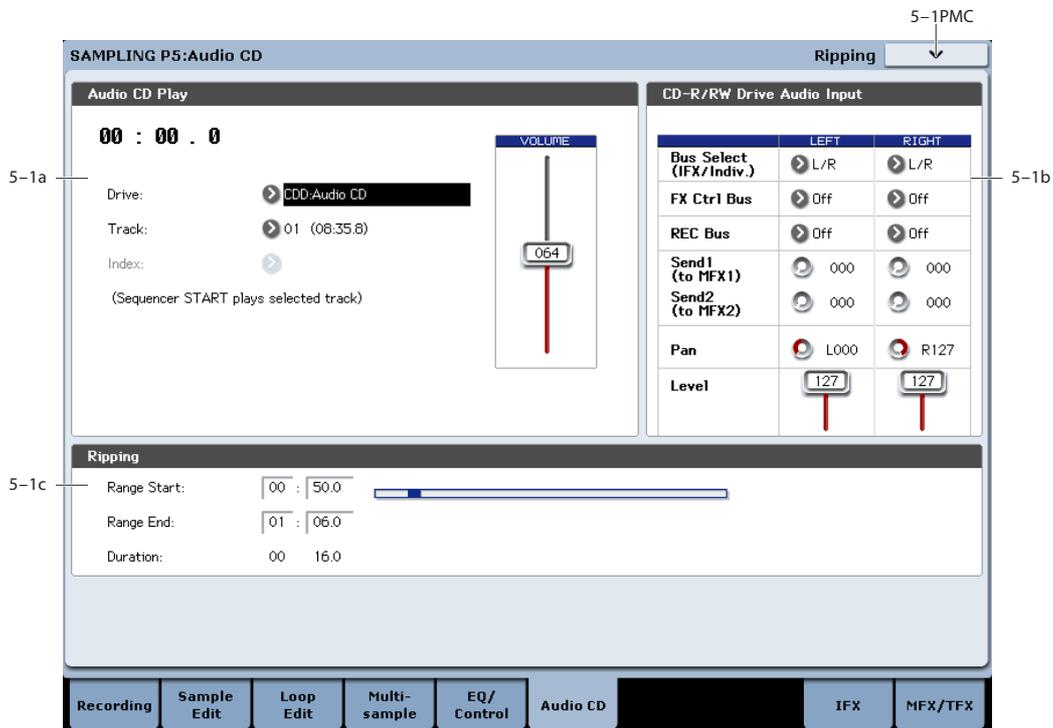 5–1PMC
SAMPLING P5:Audio CD
Ripping
Audio CD Play
00 : 00 . 0
5–1a
Drive:
CDD:Audio CD
Track:
01 (08:35.8)
Index:
(Sequencer START plays selected track)
VOLUME
064
CD-R/RW Drive Audio Input
LEFT RIGHT
Bus Select
(IFX/Indiv.)
L/R L/R
5–1b
FX Ctrl Bus Off Off
REC Bus Off Off
Send1
(to MFX1)
000 000
Send2
(to MFX2)
000 000
Pan L000 R127
Level 127 127
Ripping
5–1c
Range Start: 00 : 50.0
Range End: 01 : 06.0
Duration: 00 16.0
Recording
Sample
Edit
Loop
Edit
Multi-
sample
EQ/
Control
Audio CD
IFX
MFX/TFX